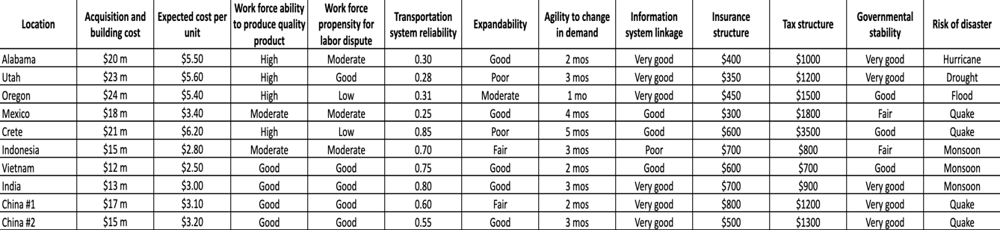 Location | Acquisition and building cost | Expected cost per unit | Work force ability to produce quality product | Work force propensity for labor dispute | Transportation system reliability | Expandability | Agility to change in demand | Information system linkage | Insurance structure | Tax structure | Governmental stability | Risk of disaster
Alabama | $20 m | $5.50 | High | Moderate | 0.30 | Good | 2 mos | Very good | $400 | $1000 | Very good | Hurricane
Utah | $23 m | $5.60 | High | Good | 0.28 | Poor | 3 mos | Very good | $350 | $1200 | Very good | Drought
Oregon | $24 m | $5.40 | High | Low | 0.31 | Moderate | 1 mo | Very good | $450 | $1500 | Good | Flood
Mexico | $18 m | $3.40 | Moderate | Moderate | 0.25 | Good | 4 mos | Good | $300 | $1800 | Fair | Quake
Crete | $21 m | $6.20 | High | Low | 0.85 | Poor | 5 mos | Good | $600 | $3500 | Good | Quake
Indonesia | $15 m | $2.80 | Moderate | Moderate | 0.70 | Fair | 3 mos | Poor | $700 | $800 | Fair | Monsoon
Vietnam | $12 m | $2.50 | Good | Good | 0.75 | Good | 2 mos | Good | $600 | $700 | Good | Monsoon
India | $13 m | $3.00 | Good | Good | 0.80 | Good | 3 mos | Very good | $700 | $900 | Very good | Monsoon
China #1 | $17 m | $3.10 | Good | Good | 0.60 | Fair | 2 mos | Very good | $800 | $1200 | Very good | Quake
China #2 | $15 m | $3.20 | Good | Good | 0.55 | Good | 3 mos | Very good | $500 | $1300 | Very good | Quake